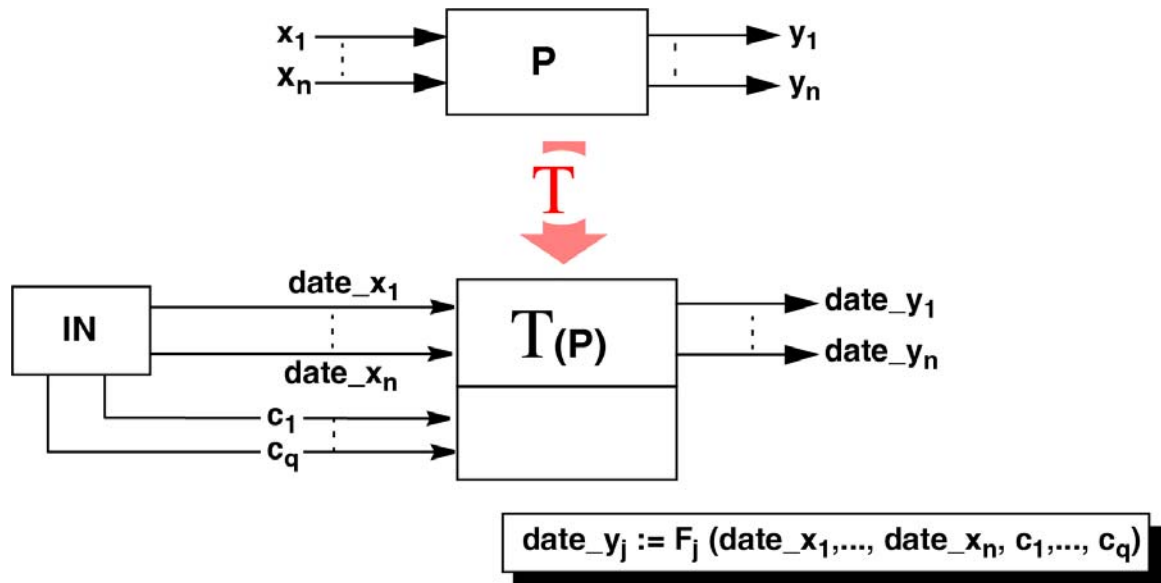 x1 P y1
xn yn
T
date_x1 date_y1
IN T(P)
date_xn date_yn
c1
cq
date_yj := Fj (date_x1,..., date_xn, c1,..., cq)